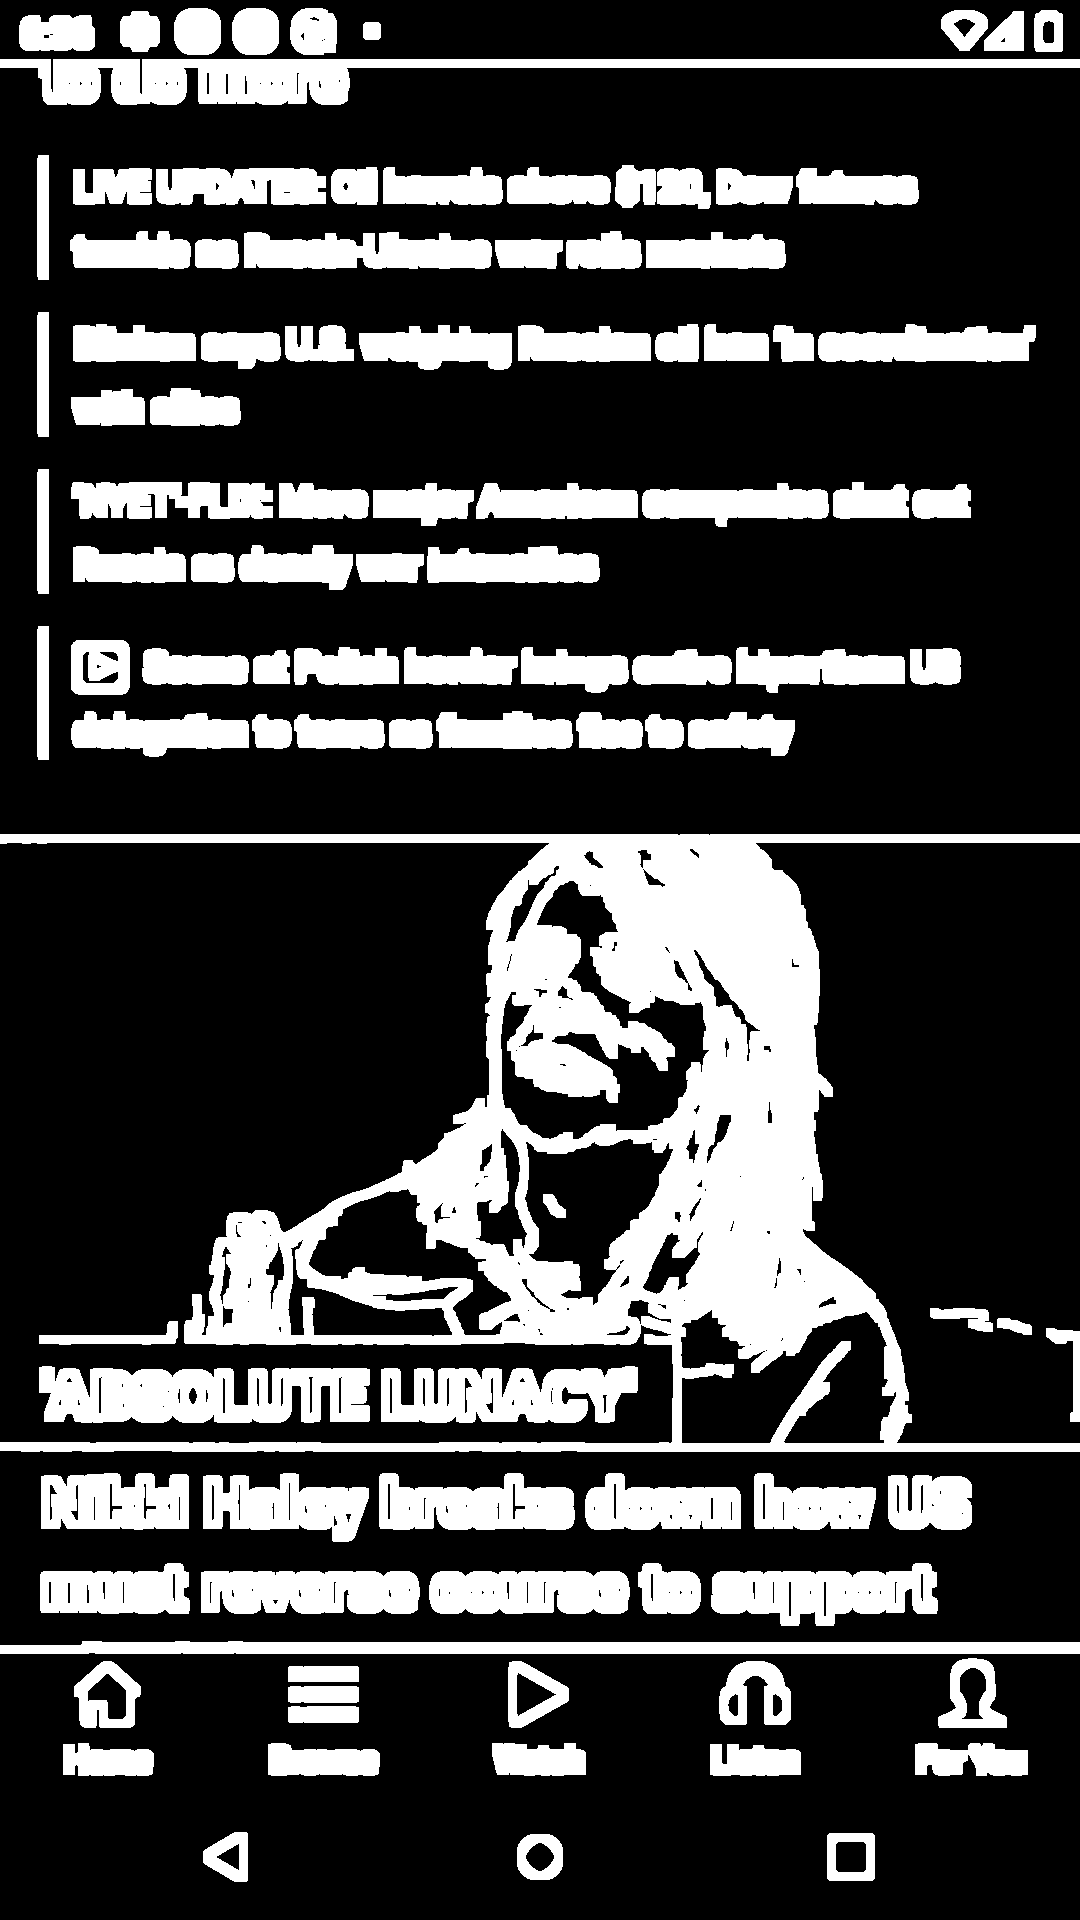 to do more
LIVE UPDATES: Oil barrels above $120, Dow futures
tumble as Russia-Ukraine war roils markets
Blinken says U.S. weighing Russian oil ban 'in coordination'
with allies
'NYET'-FLIX: More major American companies shut out
Russia as deadly war intensifies
Scene at Polish border brings entire bipartisan US
delegation to tears as families flee to safety
'ABSOLUTE LUNACY'
Nikki Haley breaks down how US
must reverse course to support
Home
Browse
Watch
Listen
For You